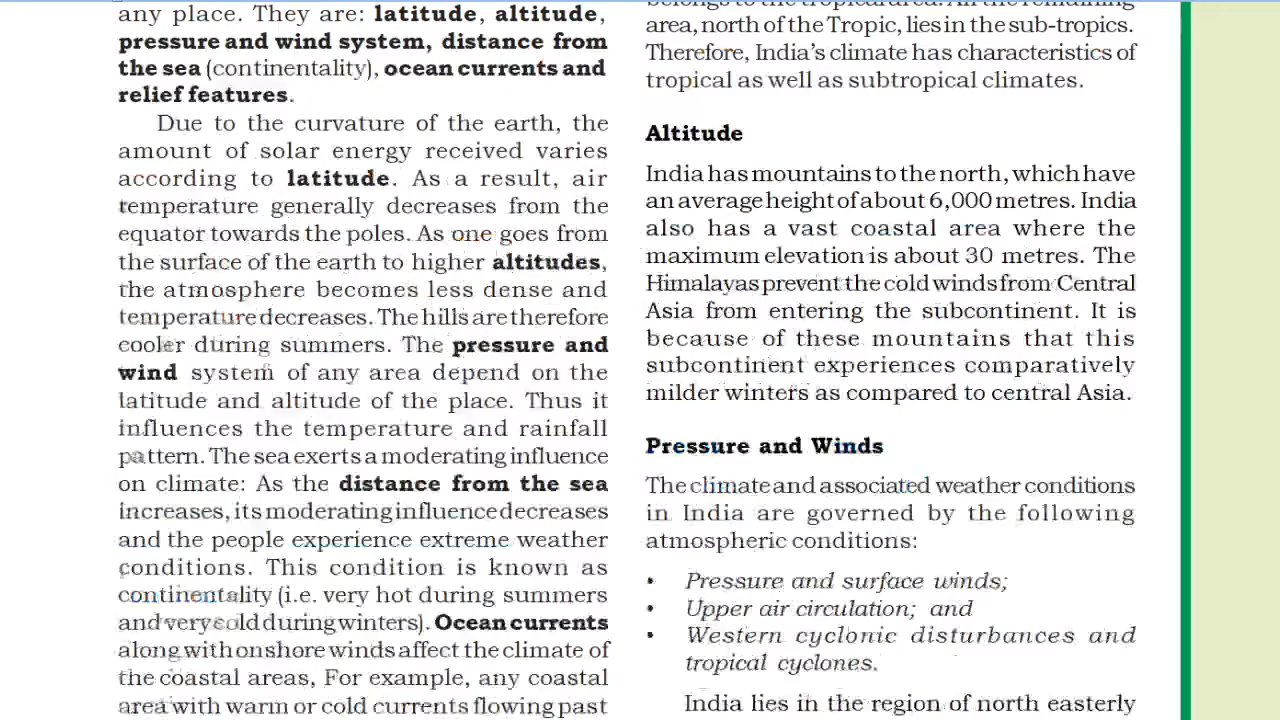 any place. They are: latitude, altitude,
pressure and wind system, distance from
the sea (continentality), ocean currents and
relief features.
Due to the curvature of the earth, the
amount of solar energy received varies
according to latitude. As a result, air
temperature generally decreases from the
equator towards the poles. As one goes from
the surface of the earth to higher altitudes,
the atmosphere becomes less dense and
temperature decreases. The hills are therefore
cooler during summers. The pressure and
wind system of any area depend on the
latitude and altitude of the place. Thus it
influences the temperature and rainfall
pattern. The sea exerts a moderating influence
on climate: As the distance from the sea
increases, its moderating influence decreases
and the people experience extreme weather
conditions. This condition is known as
continentality (i.e. very hot during summers
and very cold during winters). Ocean currents
along with onshore winds affect the climate of
the coastal areas, For example, any coastal
area with warm or cold currents flowing past
belongs to the tropical area. All the remaining
area, north of the Tropic, lies in the sub-tropics.
Therefore, India's climate has characteristics of
tropical as well as subtropical climates.
Altitude
India has mountains to the north, which have
an average height of about 6,000 metres. India
also has a vast coastal area where the
maximum elevation is about 30 metres. The
Himalayas prevent the cold winds from Central
Asia from entering the subcontinent. It is
because of these mountains that this
subcontinent experiences comparatively
milder winters as compared to central Asia.
Pressure and Winds
The climate and associated weather conditions
in India are governed by the following
atmospheric conditions:
• Pressure and surface winds;
• Upper air circulation; and
• Western cyclonic disturbances and
tropical cyclones.
India lies in the region of north easterly